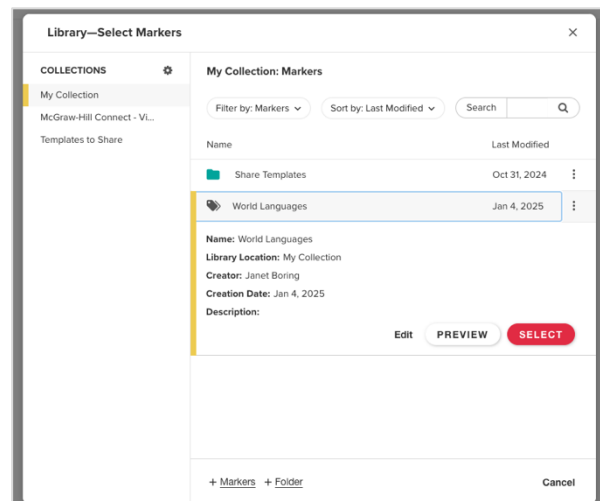 Library—Select Markers
COLLECTIONS
My Collection
McGraw-Hill Connect - Vi...
Templates to Share
My Collection: Markers
Filter by: Markers
Sort by: Last Modified
Search
Name
Last Modified
Share Templates
Oct 31, 2024
World Languages
Jan 4, 2025
Name: World Languages
Library Location: My Collection
Creator: Janet Boring
Creation Date: Jan 4, 2025
Description:
Edit
PREVIEW
SELECT
+ Markers + Folder
Cancel